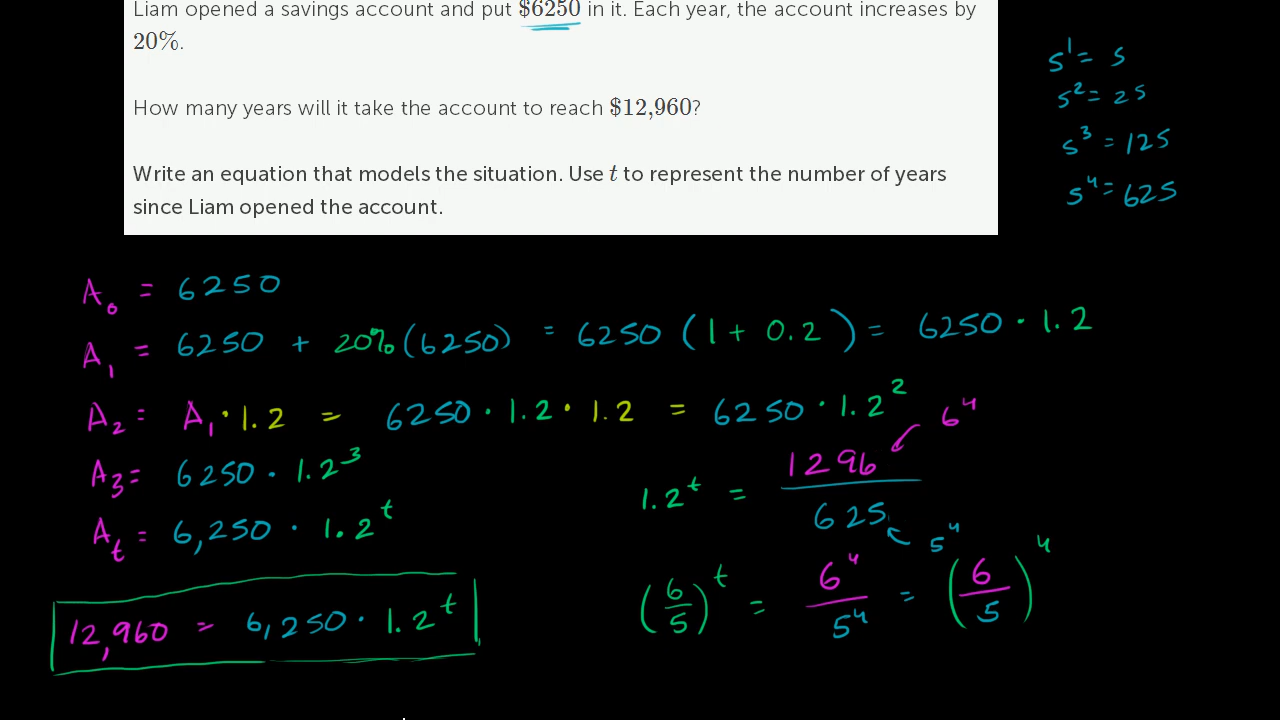 Liam opened a savings account and put $6250 in it. Each year, the account increases by
20%.
How many years will it take the account to reach $12,960?
Write an equation that models the situation. Use t to represent the number of years
since Liam opened the account.
5¹ = 5
5² = 25
5³ = 125
5⁴ = 625
A₀ = 6250
A₁ = 6250 + 20% (6250) = 6250 (1 + 0.2) = 6250 · 1.2
A₂ = A₁ · 1.2 = 6250 · 1.2 · 1.2 = 6250 · 1.2²
A₃ = 6250 · 1.2³
A_t = 6,250 · 1.2^t
12,960 = 6,250 · 1.2^t
6⁴
1.2^t = 1296/625
5⁴
(6/5)^t = 6⁴/5⁴ = (6/5)⁴